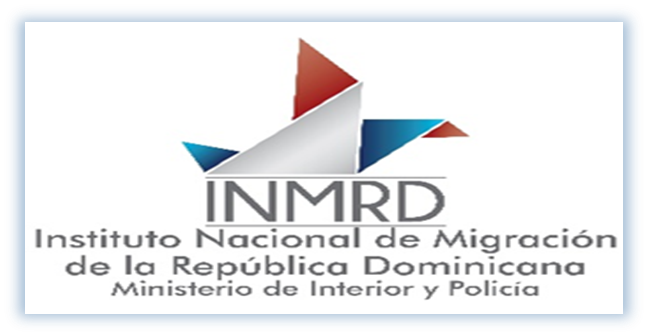 INMRD
Instituto Nacional de Migración
de la República Dominicana
Ministerio de Interior y Policía